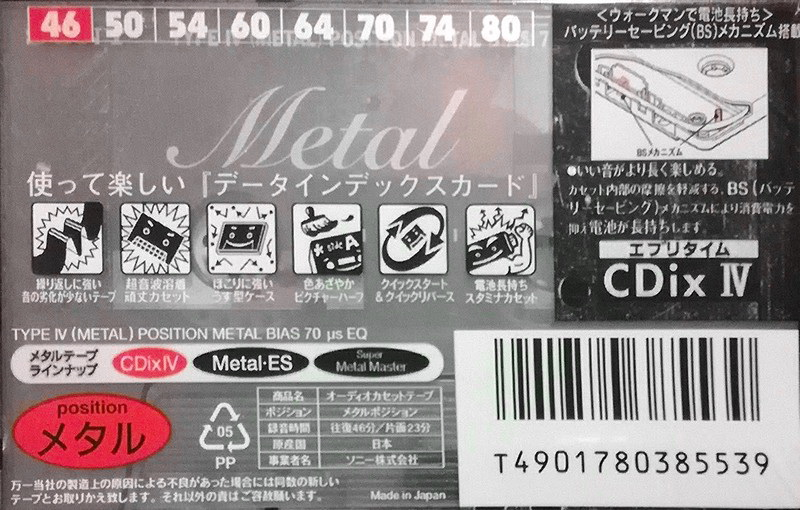 46 50 54 60 64 70 74 80
TYPE IV (METAL) POSITION METAL BIAS 7
<ウォークマンで電池長持ち>
バッテリーセービング(BS)メカニズム搭載
BSメカニズム
Metal
使って楽しい『データインデックスカード』
●いい音がより長く楽しめる。
カセット内部の摩擦を軽減する、BS(バッテ
リーセービング)メカニズムにより消費電力を
抑え電池が長持ちします。
繰り返しに強い
音の劣化が少ないテープ
超音波溶着
頑丈カセット
ほこりに強い
うす型ケース
色あざやか
ピクチャーハーフ
クイックスタート
&クイックリバース
電池長持ち
スタミナカセット
エブリタイム
CDix IV
TYPE IV (METAL) POSITION METAL BIAS 70 μs EQ
メタルテープ
ラインナップ
CDixIV
Metal·ES
Super
Metal Master
position
メタル
05
PP
商品名 オーディオカセットテープ
ポジション メタルポジション
録音時間 往復46分/片面23分
原産国 日本
事業者名 ソニー株式会社
万一当社の製造上の原因による不良があった場合には同数の新しい
テープとお取りかえ致します。それ以外の責はご容赦願います。
Made in Japan
T4901780385539